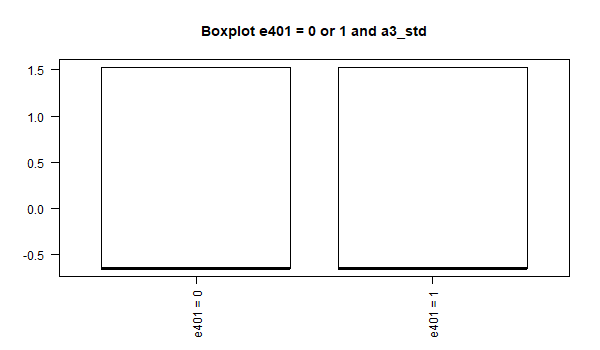 Boxplot e401 = 0 or 1 and a3_std
1.5
1.0
0.5
0.0
-0.5
e401 = 0
e401 = 1